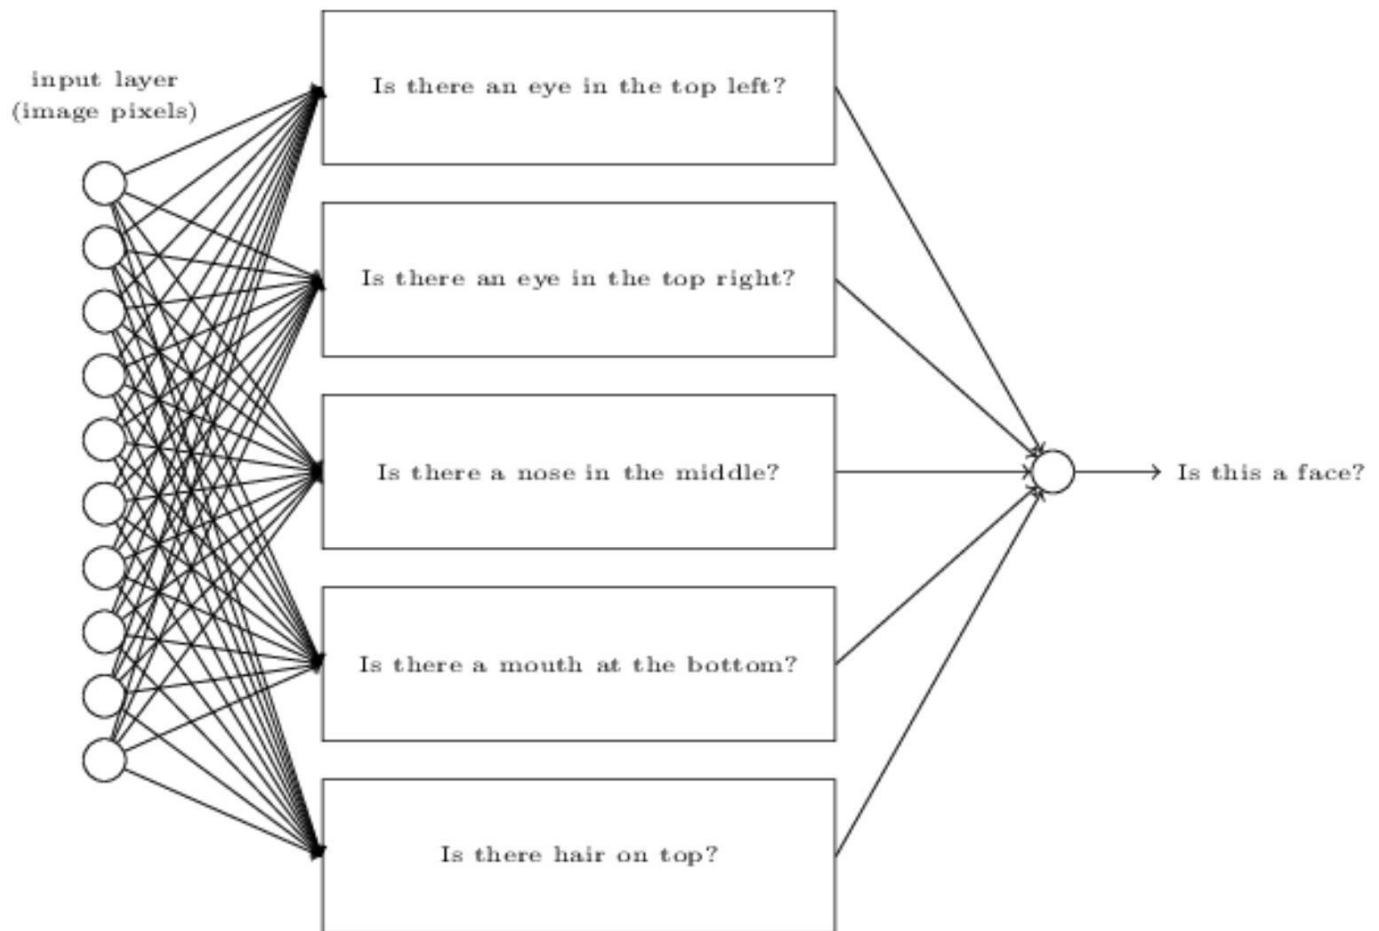 input layer
(image pixels)
Is there an eye in the top left?
Is there an eye in the top right?
Is there a nose in the middle?
Is this a face?
Is there a mouth at the bottom?
Is there hair on top?